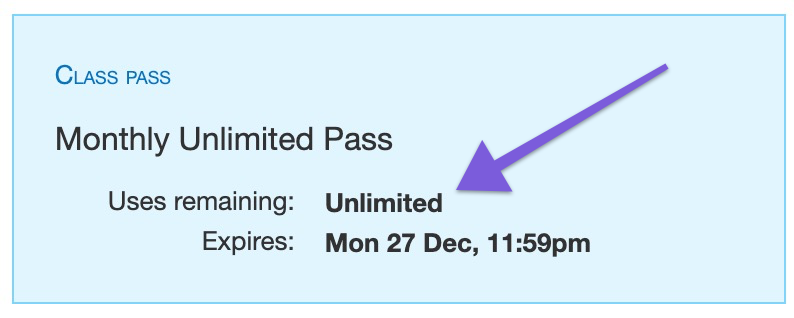 Class pass
Monthly Unlimited Pass
Uses remaining: Unlimited
Expires: Mon 27 Dec, 11:59pm